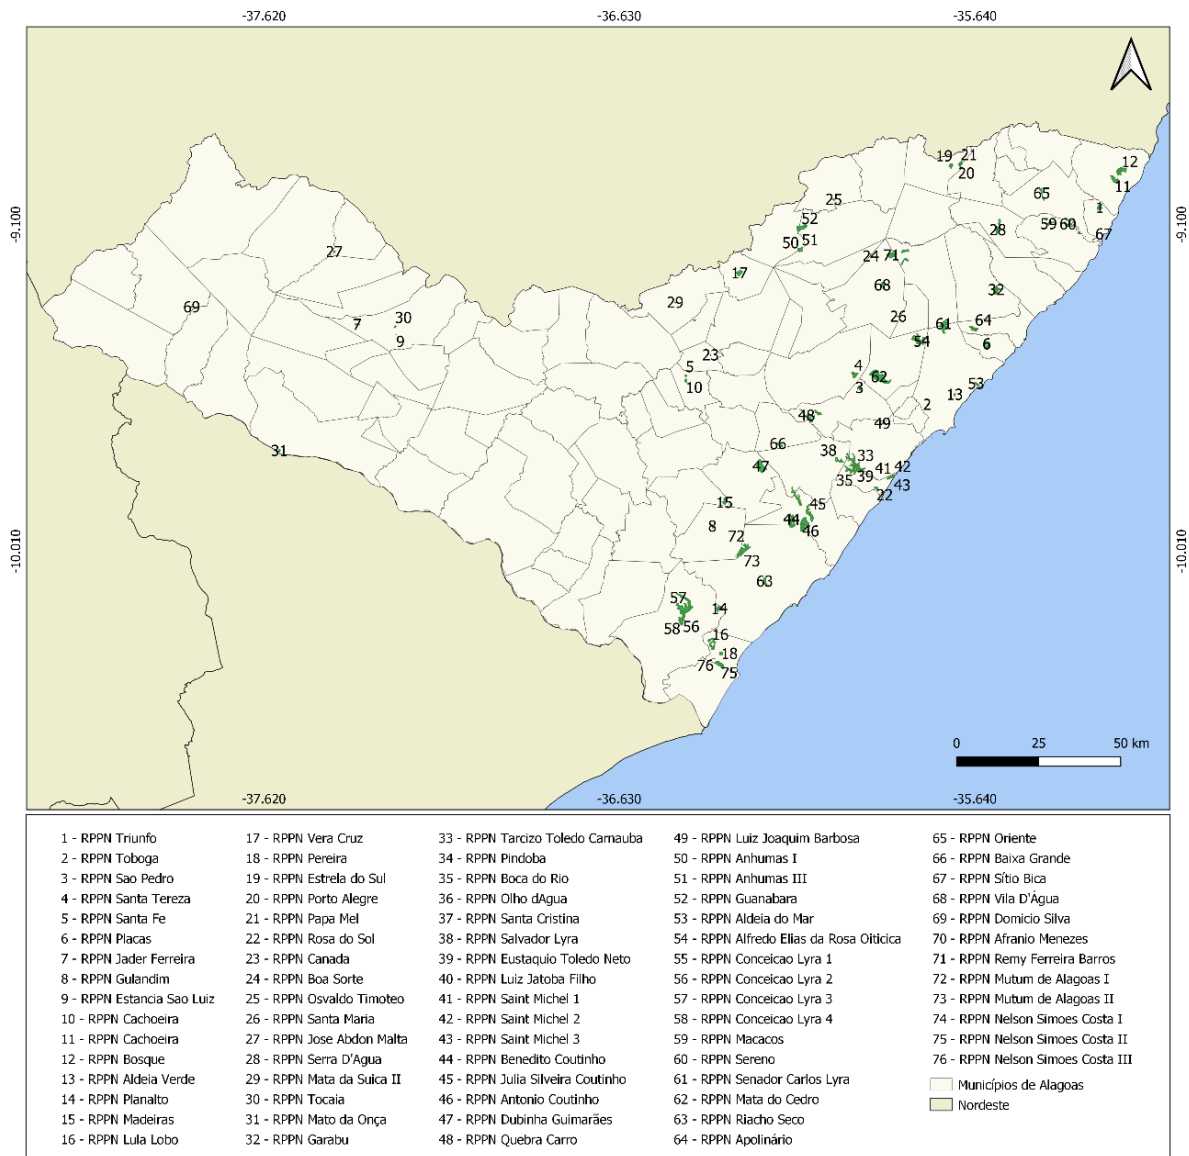 -37.620 -36.630 -35.640
19 21
12
20
11
25
65
1
52
28 59 60
67
50 51
27
24 71
17
68
32
29
69
26
64
30
7
61
9
54
6
23
5
4
62
10
3
53
13
2
48
49
66
38
33
31
47
41 42
39
35
43
22
15
45
44
8
46
72
73
63
57
14
58 56
16
18
76
75
-9.100
-9.100
-10.010
-10.010
0 25 50 km
-37.620 -36.630 -35.640
1 - RPPN Triunfo
2 - RPPN Toboga
3 - RPPN Sao Pedro
4 - RPPN Santa Tereza
5 - RPPN Santa Fe
6 - RPPN Placas
7 - RPPN Jader Ferreira
8 - RPPN Gulandim
9 - RPPN Estancia Sao Luiz
10 - RPPN Cachoeira
11 - RPPN Cachoeira
12 - RPPN Bosque
13 - RPPN Aldeia Verde
14 - RPPN Planalto
15 - RPPN Madeiras
16 - RPPN Lula Lobo
17 - RPPN Vera Cruz
18 - RPPN Pereira
19 - RPPN Estrela do Sul
20 - RPPN Porto Alegre
21 - RPPN Papa Mel
22 - RPPN Rosa do Sol
23 - RPPN Canada
24 - RPPN Boa Sorte
25 - RPPN Osvaldo Timoteo
26 - RPPN Santa Maria
27 - RPPN Jose Abdon Malta
28 - RPPN Serra D'Agua
29 - RPPN Mata da Suica II
30 - RPPN Tocaia
31 - RPPN Mato da Onça
32 - RPPN Garabu
33 - RPPN Tarcizo Toledo Camauba
34 - RPPN Pindoba
35 - RPPN Boca do Rio
36 - RPPN Olho dAgua
37 - RPPN Santa Cristina
38 - RPPN Salvador Lyra
39 - RPPN Eustaquio Toledo Neto
40 - RPPN Luiz Jatoba Filho
41 - RPPN Saint Michel 1
42 - RPPN Saint Michel 2
43 - RPPN Saint Michel 3
44 - RPPN Benedito Coutinho
45 - RPPN Julia Silveira Coutinho
46 - RPPN Antonio Coutinho
47 - RPPN Dubinha Guimarães
48 - RPPN Quebra Carro
49 - RPPN Luiz Joaquim Barbosa
50 - RPPN Anhumas I
51 - RPPN Anhumas III
52 - RPPN Guanabara
53 - RPPN Aldeia do Mar
54 - RPPN Alfredo Elias da Rosa Oiticica
55 - RPPN Conceicao Lyra 1
56 - RPPN Conceicao Lyra 2
57 - RPPN Conceicao Lyra 3
58 - RPPN Conceicao Lyra 4
59 - RPPN Macacos
60 - RPPN Sereno
61 - RPPN Senador Carlos Lyra
62 - RPPN Mata do Cedro
63 - RPPN Riacho Seco
64 - RPPN Apolinário
65 - RPPN Oriente
66 - RPPN Baixa Grande
67 - RPPN Sítio Bica
68 - RPPN Vila D'Água
69 - RPPN Domicio Silva
70 - RPPN Afranio Menezes
71 - RPPN Remy Ferreira Barros
72 - RPPN Mutum de Alagoas I
73 - RPPN Mutum de Alagoas II
74 - RPPN Nelson Simoes Costa I
75 - RPPN Nelson Simoes Costa II
76 - RPPN Nelson Simoes Costa III
Municípios de Alagoas
Nordeste